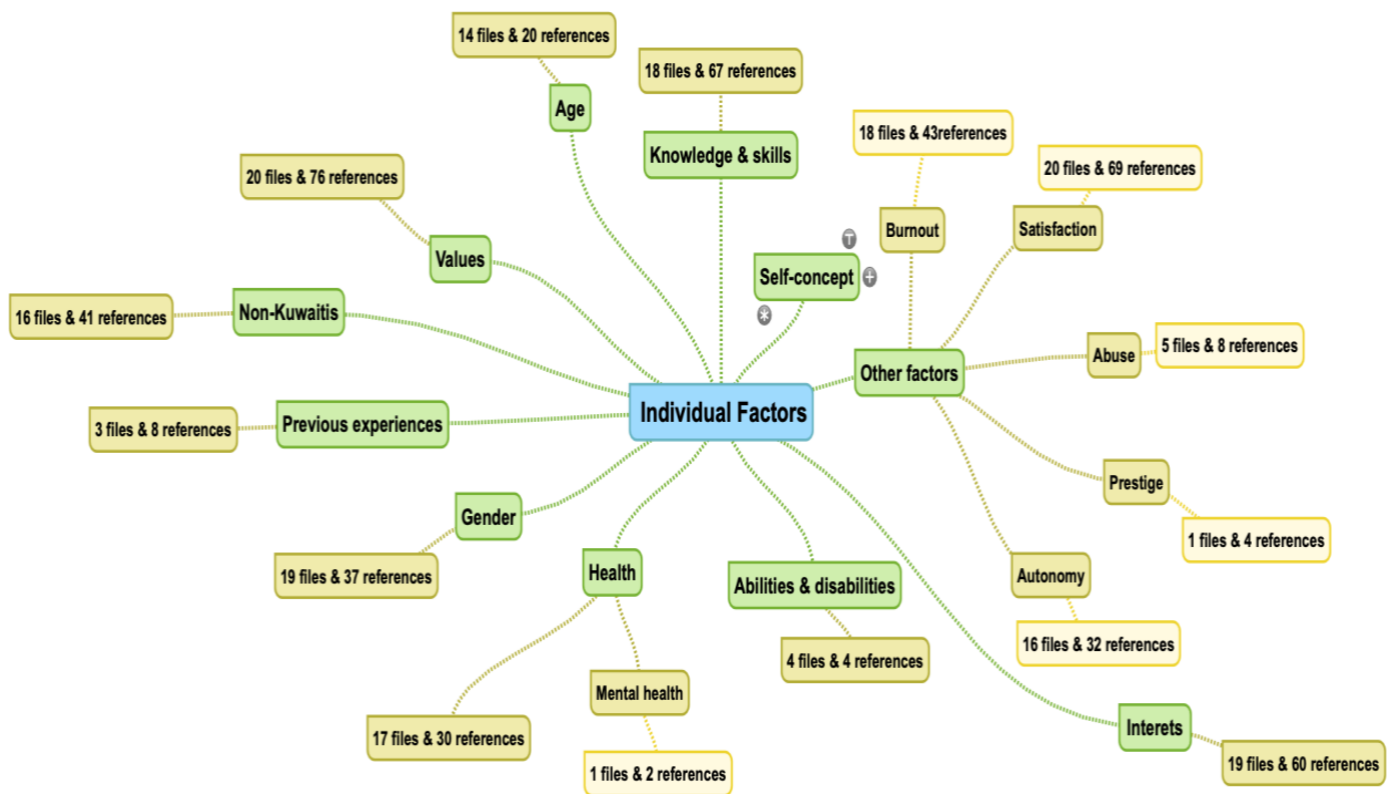 14 files & 20 references
Age
18 files & 67 references
Knowledge & skills
18 files & 43references
Burnout
20 files & 69 references
Satisfaction
20 files & 76 references
Values
Self-concept
16 files & 41 references
Non-Kuwaitis
Other factors
Abuse
5 files & 8 references
Individual Factors
3 files & 8 references
Previous experiences
Prestige
1 files & 4 references
Gender
19 files & 37 references
Health
Abilities & disabilities
Autonomy
16 files & 32 references
4 files & 4 references
Mental health
17 files & 30 references
1 files & 2 references
Interets
19 files & 60 references